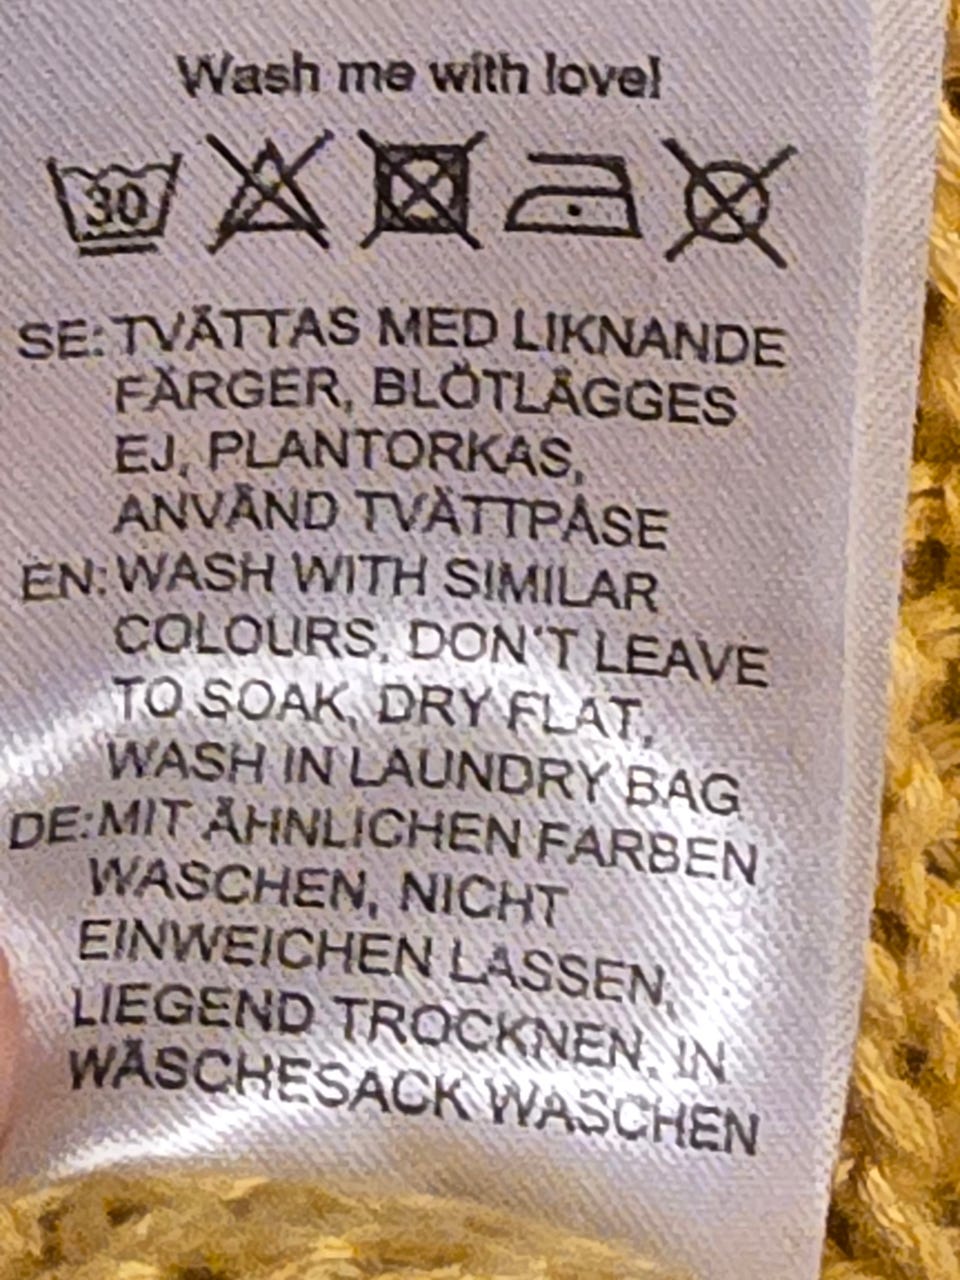 Wash me with love!
30
SE: TVÄTTAS MED LIKNANDE
FÄRGER, BLÖTLÄGGES
EJ, PLANTORKAS,
ANVÄND TVÄTTPÅSE
EN: WASH WITH SIMILAR
COLOURS, DON'T LEAVE
TO SOAK, DRY FLAT,
WASH IN LAUNDRY BAG
DE: MIT ÄHNLICHEN FARBEN
WASCHEN, NICHT
EINWEICHEN LASSEN,
LIEGEND TROCKNEN, IN
WÄSCHESACK WASCHEN